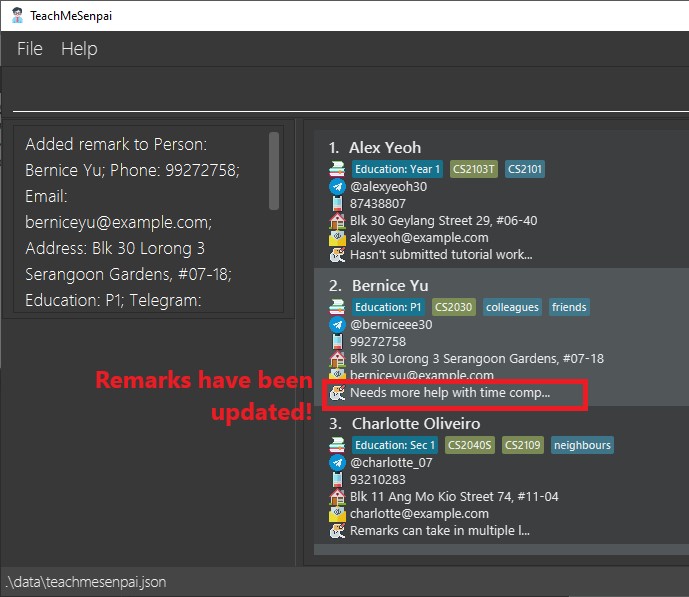 TeachMeSenpai
File Help
Added remark to Person:
Bernice Yu; Phone: 99272758;
Email:
berniceyu@example.com;
Address: Blk 30 Lorong 3
Serangoon Gardens, #07-18;
Education: P1; Telegram:
1. Alex Yeoh
Education: Year 1 CS2103T CS2101
@alexyeoh30
87438807
Blk 30 Geylang Street 29, #06-40
alexyeoh@example.com
Hasn't submitted tutorial work...
2. Bernice Yu
Education: P1 CS2030 colleagues friends
@berniceee30
99272758
Blk 30 Lorong 3 Serangoon Gardens, #07-18
berniceyu@example.com
Needs more help with time comp...
Remarks have been
updated!
3. Charlotte Oliveiro
Education: Sec 1 CS2040S CS2109 neighbours
@charlotte_07
93210283
Blk 11 Ang Mo Kio Street 74, #11-04
charlotte@example.com
Remarks can take in multiple l...
.\data\teachmesenpai.json